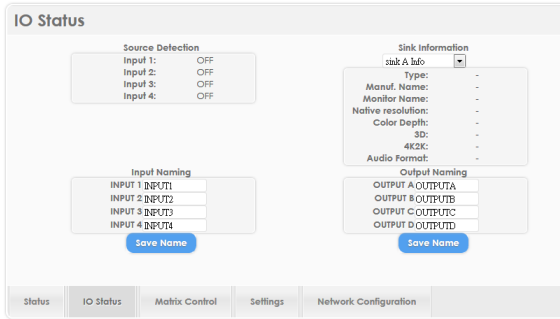 IO Status
Source Detection
Input 1: OFF
Input 2: OFF
Input 3: OFF
Input 4: OFF
Sink Information
sink A Info
Type: -
Manuf. Name: -
Monitor Name: -
Native resolution: -
Color Depth: -
3D: -
4K2K: -
Audio Format: -
Input Naming
INPUT 1 INPUT1
INPUT 2 INPUT2
INPUT 3 INPUT3
INPUT 4 INPUT4
Save Name
Output Naming
OUTPUT A OUTPUTA
OUTPUT B OUTPUTB
OUTPUT C OUTPUTC
OUTPUT D OUTPUTD
Save Name
Status IO Status Matrix Control Settings Network Configuration